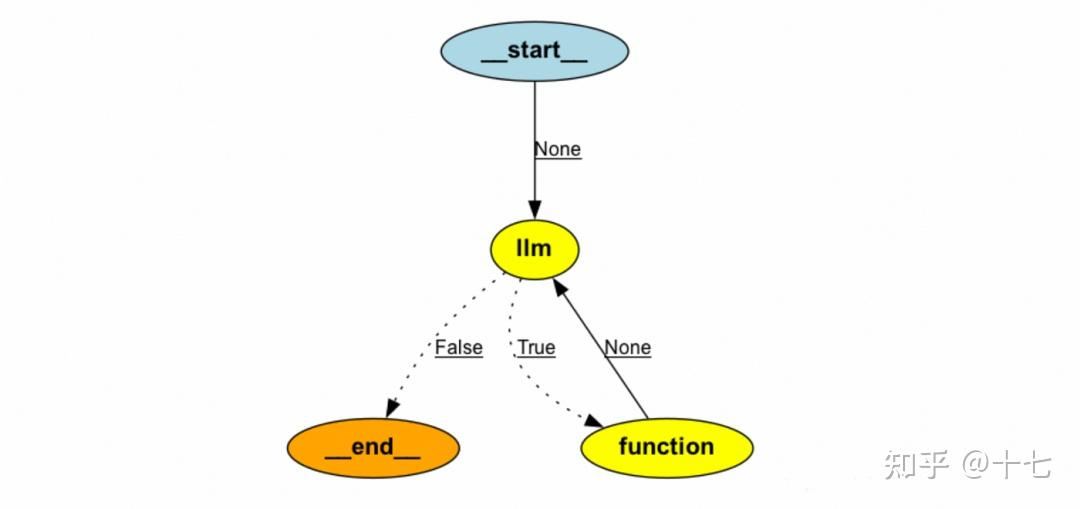 __start__
None
llm
False
True
None
__end__
function
知乎 @十七